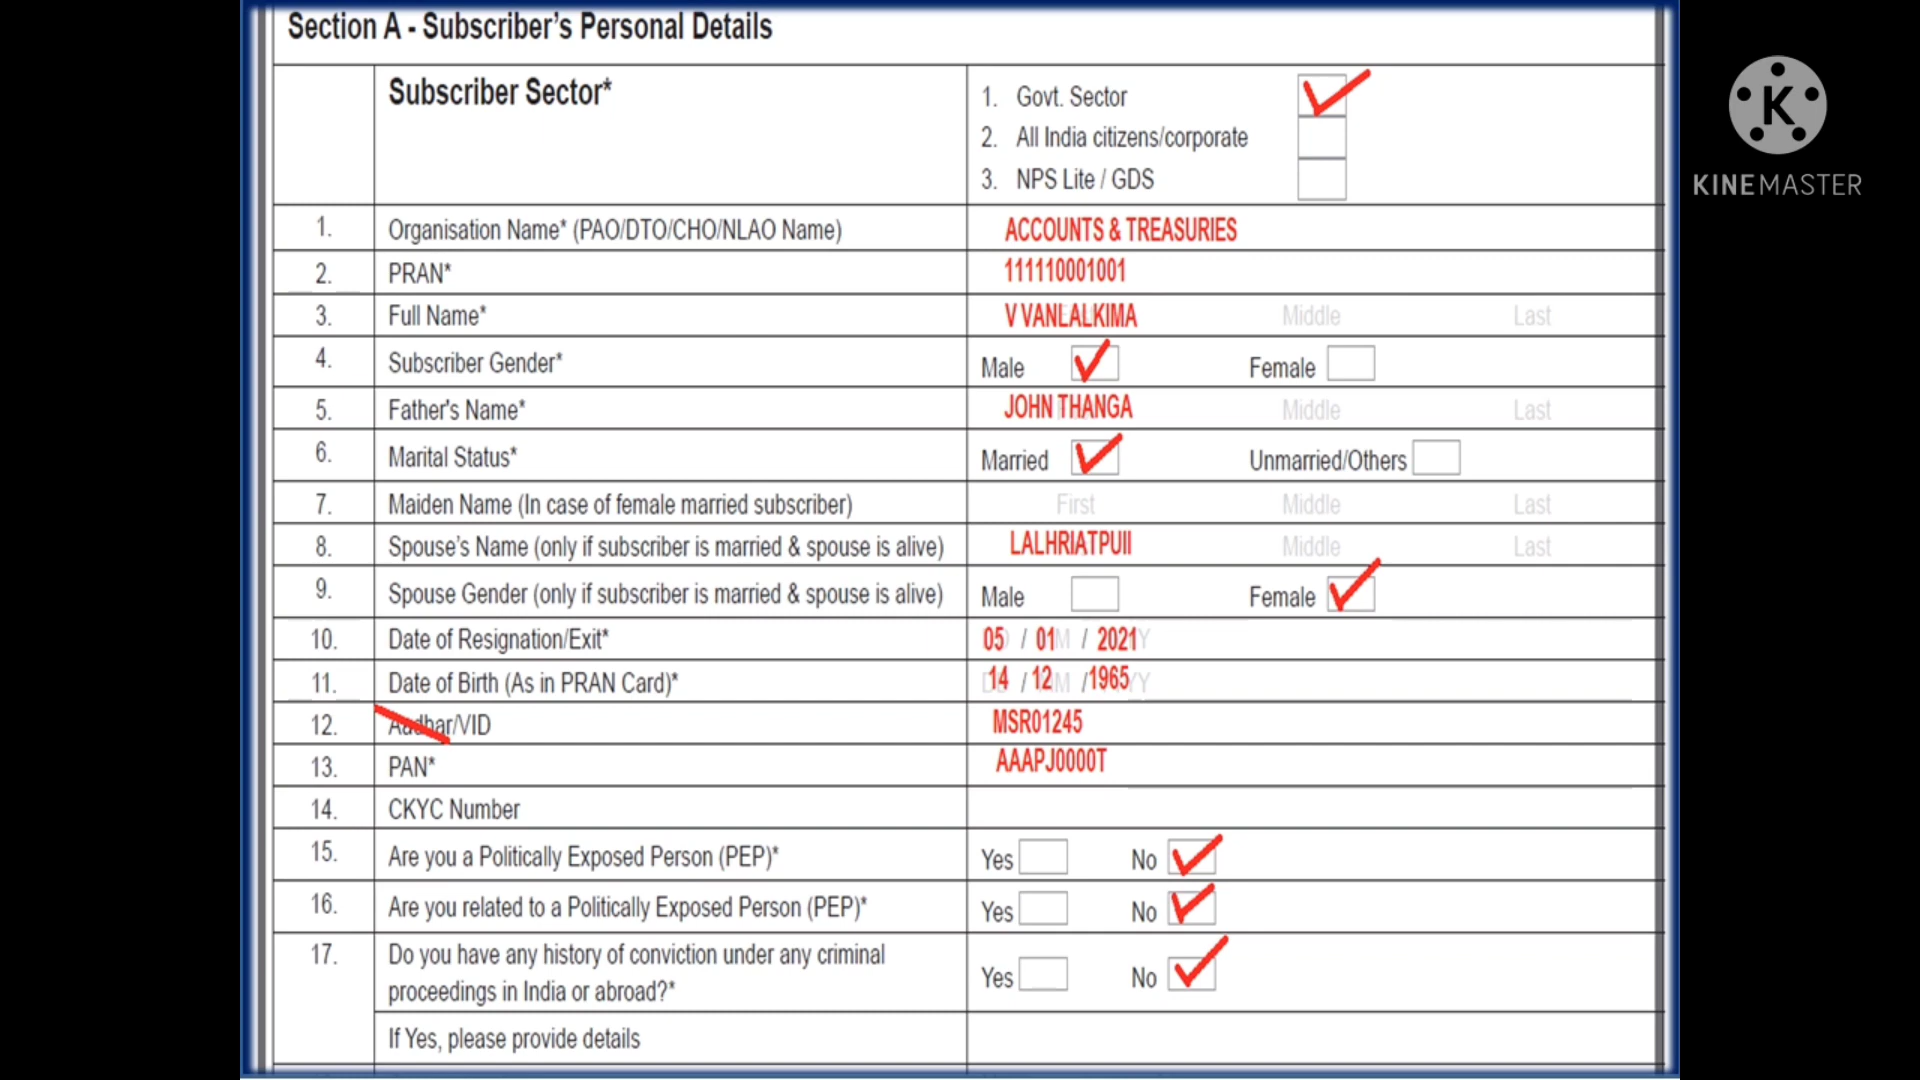 Section A - Subscriber's Personal Details
Subscriber Sector*
1. Govt. Sector
2. All India citizens/corporate
3. NPS Lite / GDS
1. Organisation Name* (PAO/DTO/CHO/NLAO Name) ACCOUNTS & TREASURIES
2. PRAN* 111110001001
3. Full Name* V VANLALKIMA Middle Last
4. Subscriber Gender* Male Female
5. Father's Name* JOHN THANGA Middle Last
6. Marital Status* Married Unmarried/Others
7. Maiden Name (In case of female married subscriber) First Middle Last
8. Spouse's Name (only if subscriber is married & spouse is alive) LALHRIATPUII Middle Last
9. Spouse Gender (only if subscriber is married & spouse is alive) Male Female
10. Date of Resignation/Exit* 05 / 01 / 2021
11. Date of Birth (As in PRAN Card)* 14 / 12 / 1965
12. Aadhar/VID MSR01245
13. PAN* AAAPJ0000T
14. CKYC Number
15. Are you a Politically Exposed Person (PEP)* Yes No
16. Are you related to a Politically Exposed Person (PEP)* Yes No
17. Do you have any history of conviction under any criminal
proceedings in India or abroad?* Yes No
If Yes, please provide details
K
KINEMASTER